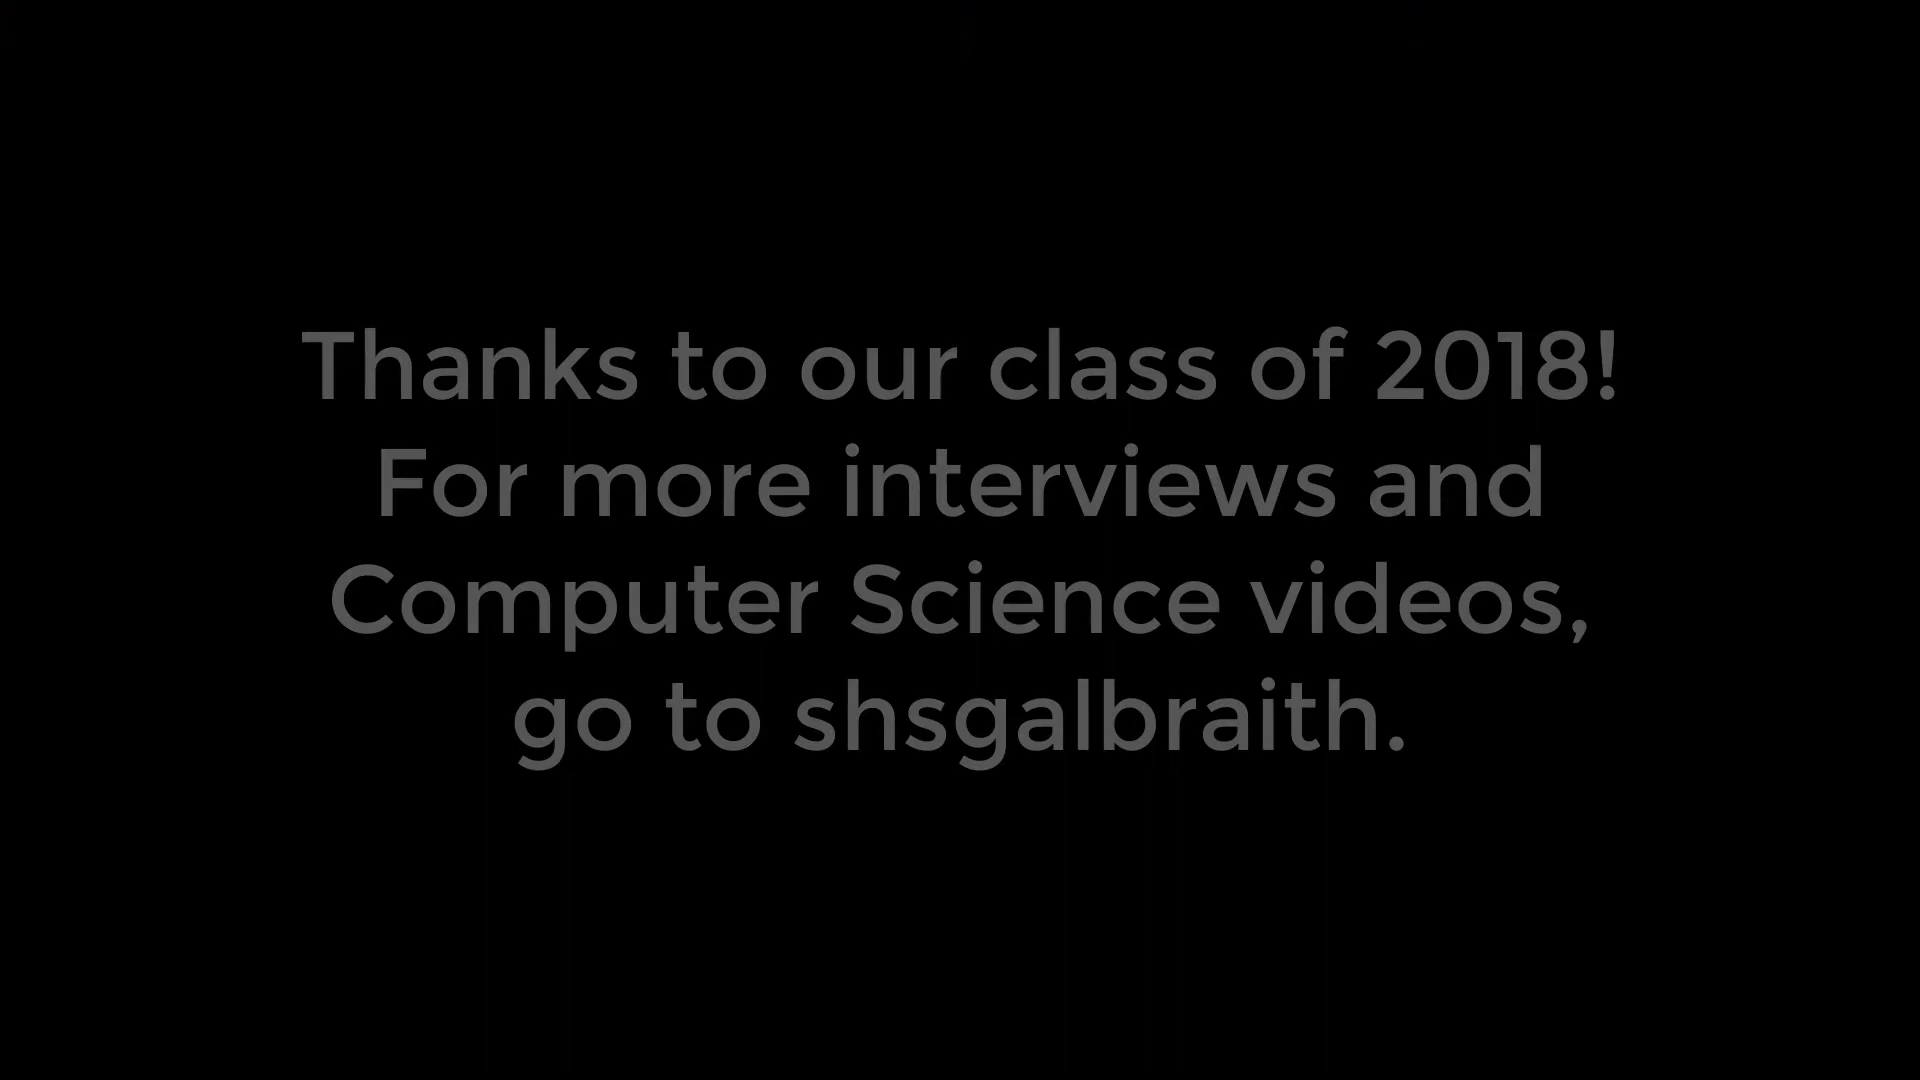 Thanks to our class of 2018!
For more interviews and
Computer Science videos,
go to shsgalbraith.